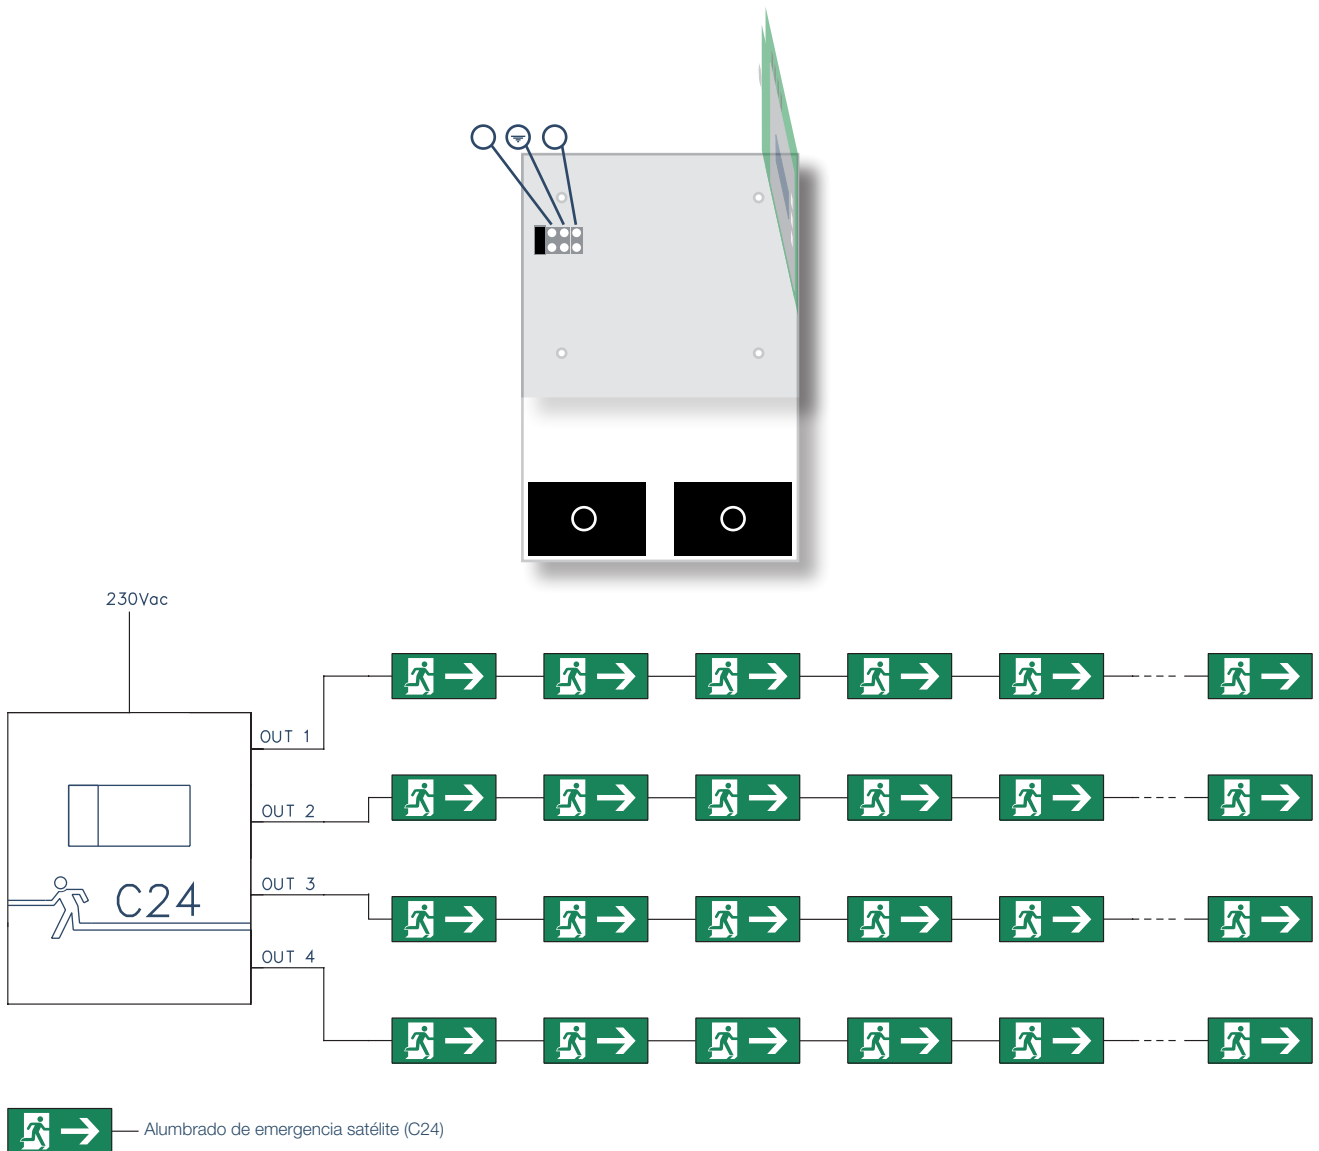 230Vac
OUT 1
OUT 2
OUT 3
C24
OUT 4
Alumbrado de emergencia satélite (C24)